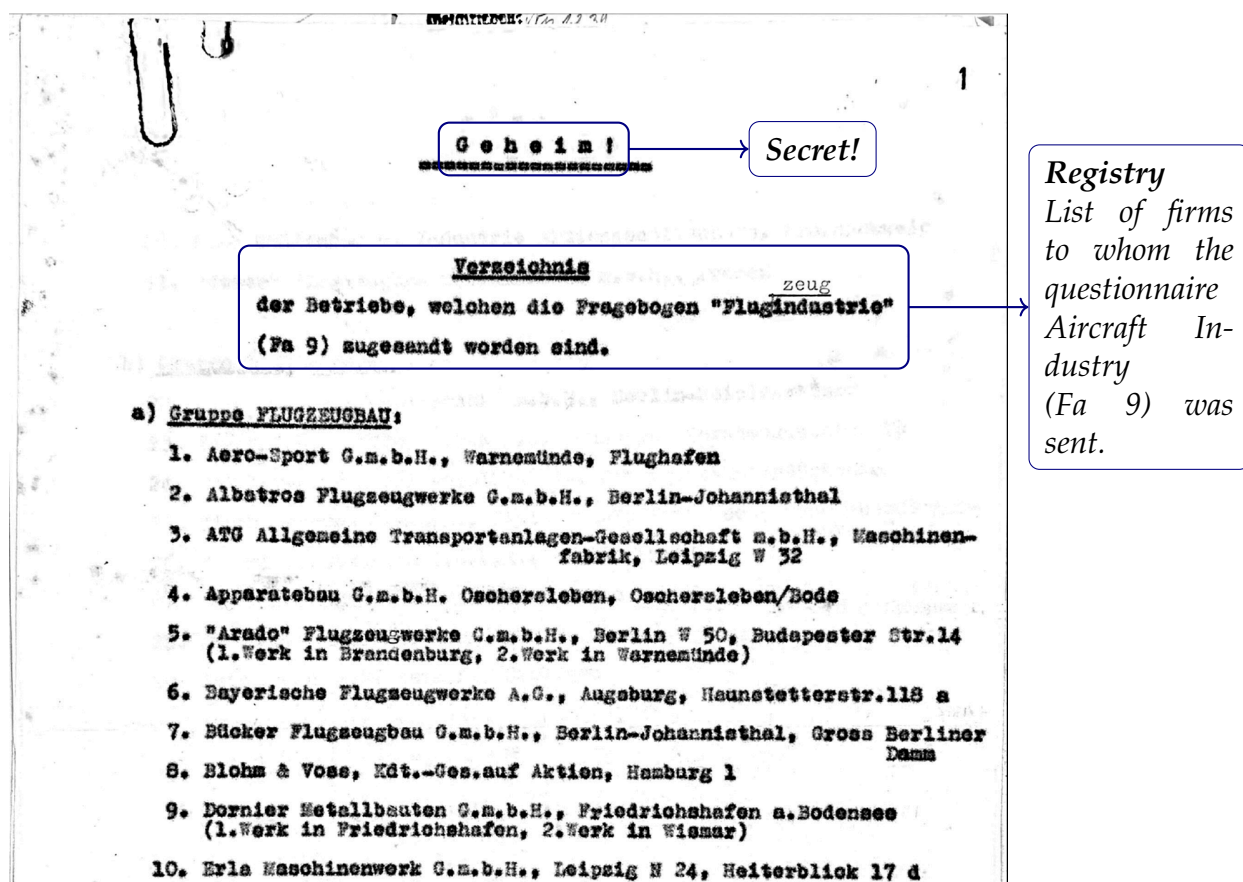 1
Geheim!
Secret!
Registry
List of firms
to whom the
questionnaire
Aircraft In-
dustry
(Fa 9) was
sent.
Verzeichnis
zeug
der Betriebe, welchen die Fragebogen "Flugindustrie"
(Fa 9) zugesandt worden sind.
a) Gruppe FLUGZEUGBAU:
1. Aero-Sport G.m.b.H., Warnemünde, Flughafen
2. Albatros Flugzeugwerke G.m.b.H., Berlin-Johannisthal
3. ATG Allgemeine Transportanlagen-Gesellschaft m.b.H., Maschinen-
fabrik, Leipzig W 32
4. Apparatebau G.m.b.H. Oschersleben, Oschersleben/Bode
5. "Arado" Flugzeugwerke G.m.b.H., Berlin W 50, Budapester Str.14
(1.Werk in Brandenburg, 2.Werk in Warnemünde)
6. Bayerische Flugzeugwerke A.G., Augsburg, Haunstetterstr.118 a
7. Bücker Flugzeugbau G.m.b.H., Berlin-Johannisthal, Gross Berliner
Damm
8. Blohm & Voss, Kdt.-Ges.auf Aktien, Hamburg 1
9. Dornier Metallbauten G.m.b.H., Friedrichshafen a.Bodensee
(1.Werk in Friedrichshafen, 2.Werk in Wismar)
10. Erla Maschinenwerk G.m.b.H., Leipzig N 24, Heiterblick 17 d